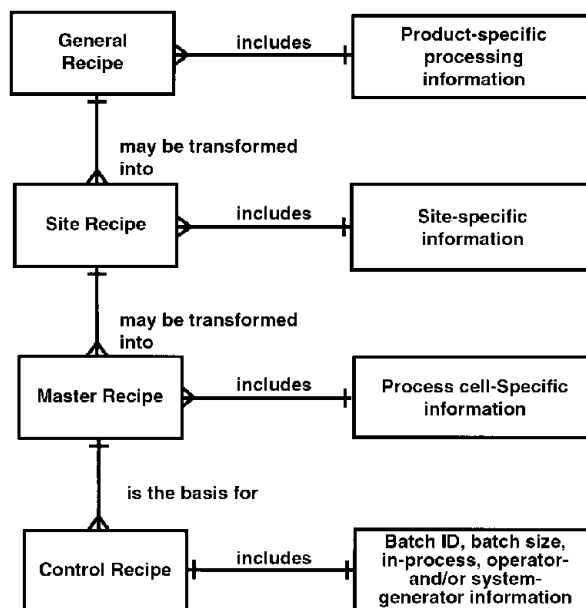 General
Recipe
includes
Product-specific
processing
information
may be transformed
into
Site Recipe
includes
Site-specific
information
may be transformed
into
Master Recipe
includes
Process cell-Specific
information
is the basis for
Control Recipe
includes
Batch ID, batch size,
in-process, operator-
and/or system-
generator information